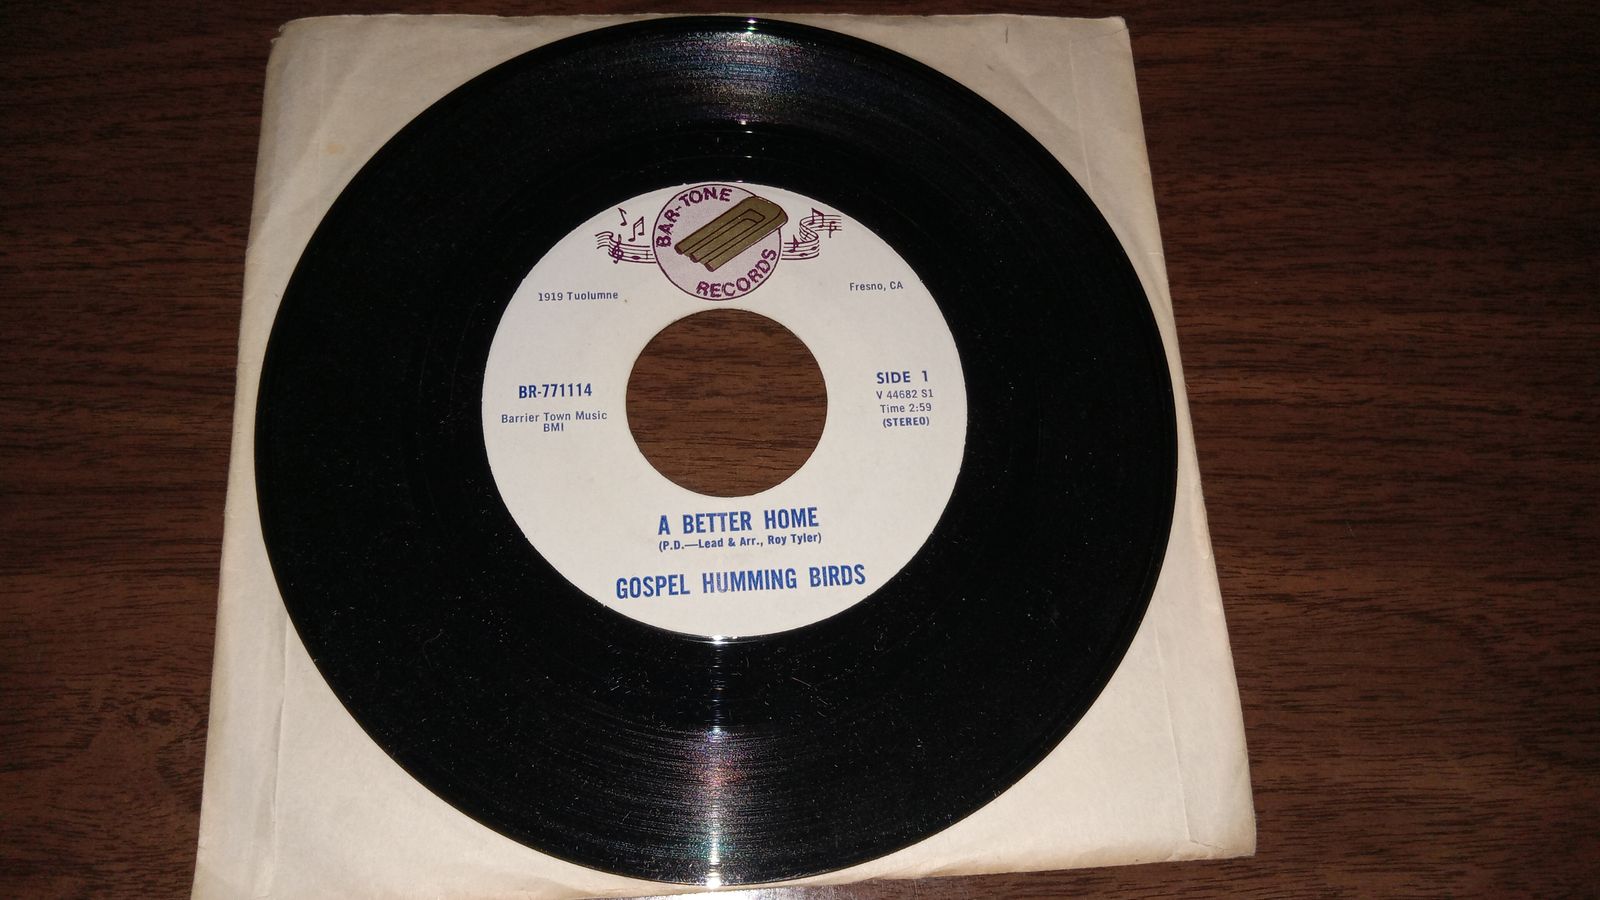 BAR-TONE
RECORDS
1919 Tuolumne
Fresno, CA
BR-771114
Barrier Town Music
BMI
SIDE 1
V 44682 S1
Time 2:59
(STEREO)
A BETTER HOME
(P.D.—Lead & Arr., Roy Tyler)
GOSPEL HUMMING BIRDS